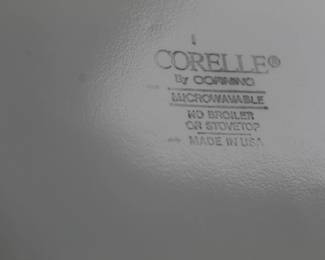 CORELLE®
By CORNING
MICROWAVABLE
NO BROILER
OR STOVETOP
MADE IN USA